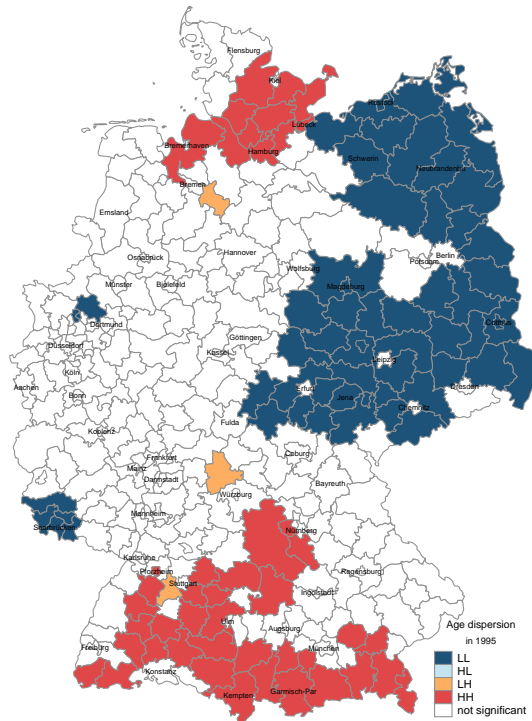 Flensburg
Kiel
Rostock
Lübeck
Bremerhaven
Hamburg
Schwerin
Neubrandenbu
Bremen
Emsland
Hannover
Berlin
Potsdam
Osnabrück
Wolfsburg
Münster
Bielefeld
Magdeburg
Dortmund
Cottbus
Göttingen
Düsseldorf
Kassel
Leipzig
Köln
Aachen
Erfurt
Dresden
Bonn
Jena
Chemnitz
Fulda
Koblenz
Coburg
Frankfurt
Mainz
Darmstadt
Bayreuth
Würzburg
Mannheim
Saarbrücken
Nürnberg
Karlsruhe
Pforzheim
Regensburg
Stuttgart
Ingolstadt
Ulm
Augsburg
Freiburg
München
Konstanz
Kempten
Garmisch-Par
Age dispersion
in 1995
LL
HL
LH
HH
not significant